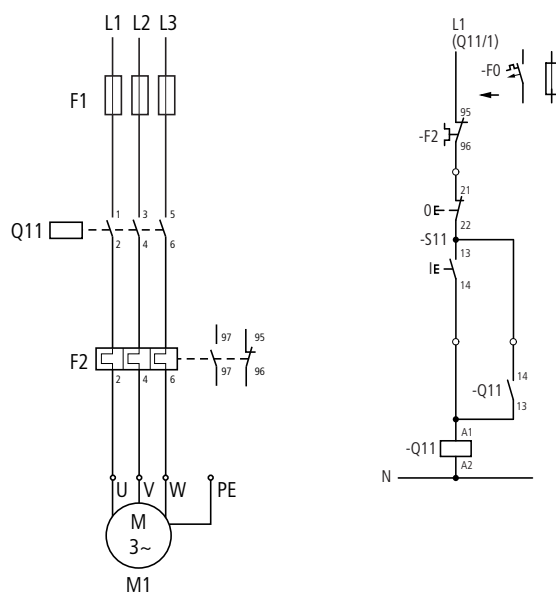 L1 L2 L3
F1
Q11
1 3 5
2 4 6
F2
97 95
97 96
2 4 6
U V W PE
M
3~
M1
L1
(Q11/1)
-F0
95
-F2
96
21
0E
22
-S11
13
IE
14
14
-Q11
13
A1
-Q11
A2
N